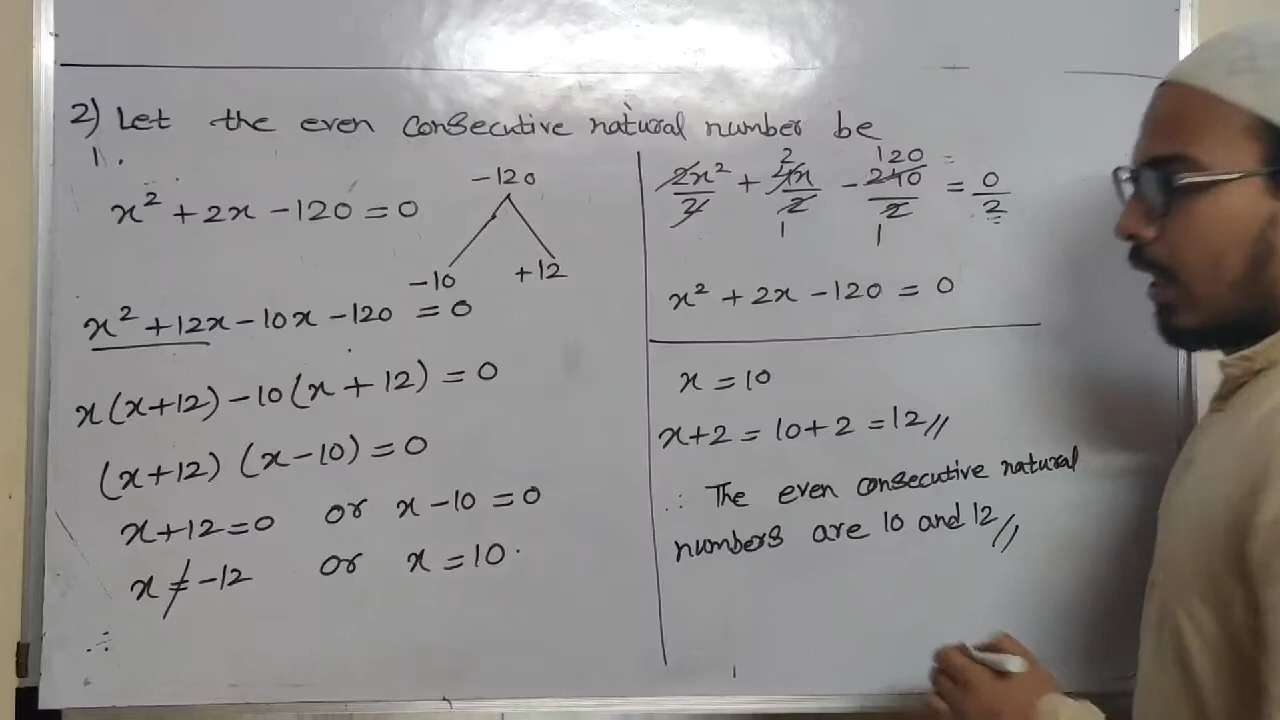 2) Let the even consecutive natural number be
1.
x² + 2x - 120 = 0
-120
-10 +12
x² + 12x - 10x - 120 = 0
x(x+12) - 10(x+12) = 0
(x+12) (x-10) = 0
x+12=0 or x-10=0
x ≠ -12 or x = 10.
∴
2x²/2 + 4x/2 - 240/2 = 0/2
2 120
1 1
x² + 2x - 120 = 0
x = 10
x+2 = 10+2 = 12//
∴ The even consecutive natural
numbers are 10 and 12//